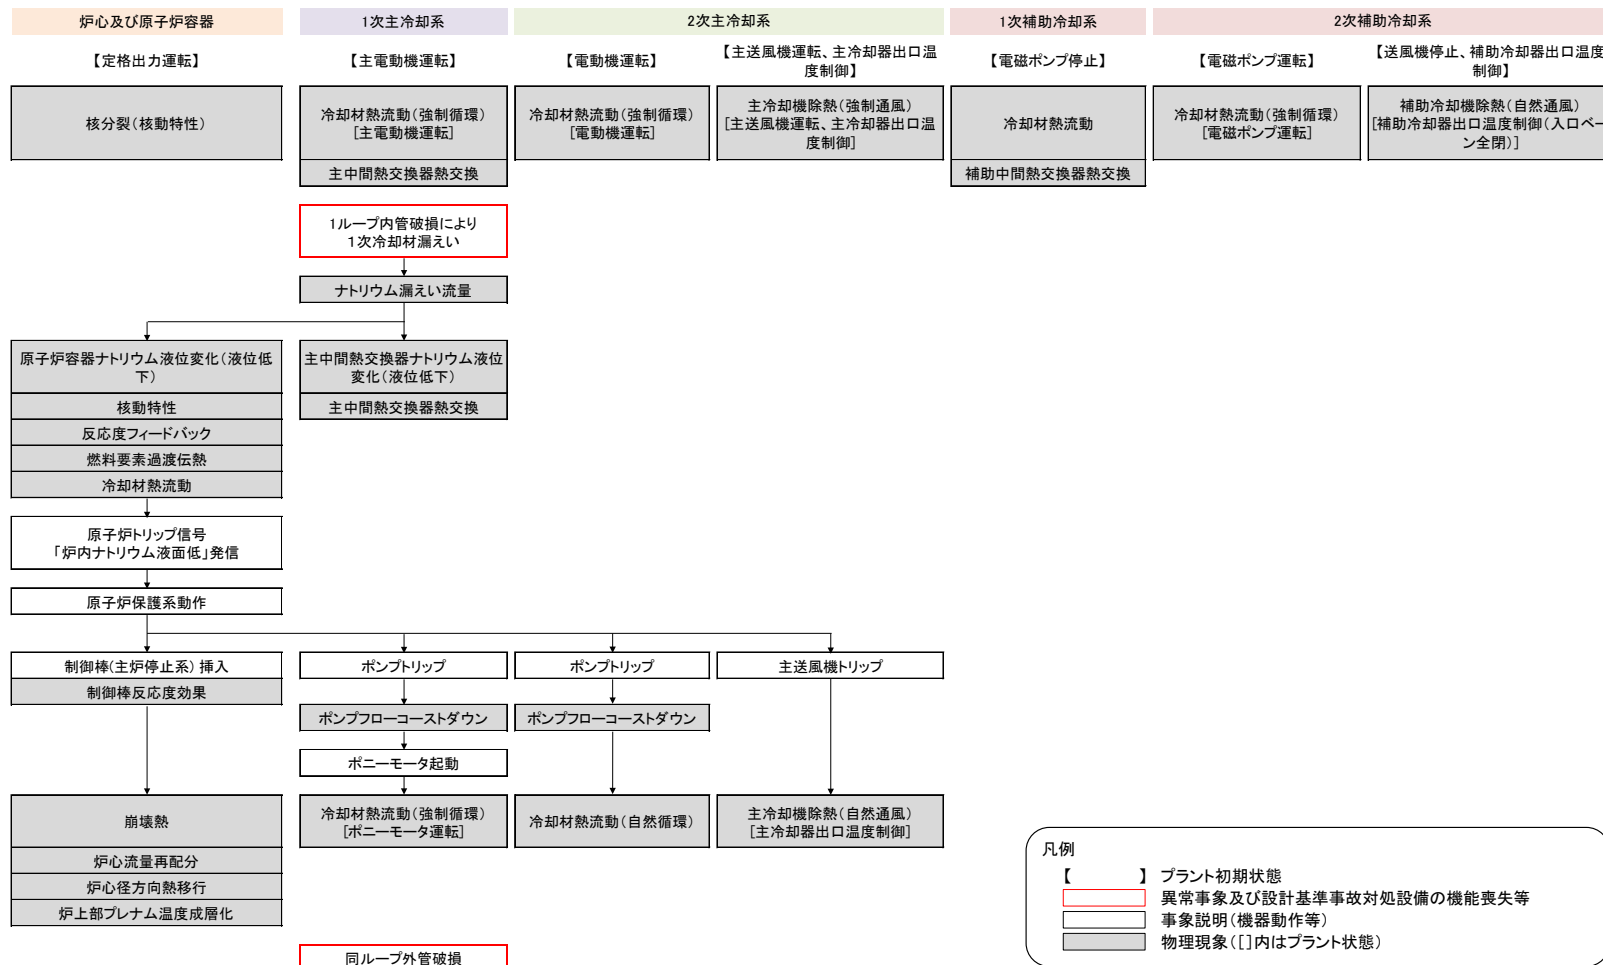 炉心及び原子炉容器
1次主冷却系
2次主冷却系
1次補助冷却系
2次補助冷却系
【定格出力運転】
【主電動機運転】
【電動機運転】
【主送風機運転、主冷却器出口温
度制御】
【電磁ポンプ停止】
【電磁ポンプ運転】
【送風機停止、補助冷却器出口温度
制御】
核分裂（核動特性）
冷却材熱流動（強制循環）
[主電動機運転]
冷却材熱流動（強制循環）
[電動機運転]
主冷却機除熱（強制通風）
[主送風機運転、主冷却器出口温
度制御]
冷却材熱流動
冷却材熱流動（強制循環）
[電磁ポンプ運転]
補助冷却機除熱（自然通風）
[補助冷却器出口温度制御（入口ベー
ン全閉）]
主中間熱交換器熱交換
補助中間熱交換器熱交換
1ループ内管破損により
１次冷却材漏えい
ナトリウム漏えい流量
原子炉容器ナトリウム液位変化（液位低
下）
主中間熱交換器ナトリウム液位
変化（液位低下）
核動特性
主中間熱交換器熱交換
反応度フィードバック
燃料要素過渡伝熱
冷却材熱流動
原子炉トリップ信号
「炉内ナトリウム液面低」発信
原子炉保護系動作
制御棒(主炉停止系) 挿入
ポンプトリップ
ポンプトリップ
主送風機トリップ
制御棒反応度効果
ポンプフローコーストダウン
ポンプフローコーストダウン
ポニーモータ起動
崩壊熱
冷却材熱流動（強制循環）
[ポニーモータ運転]
冷却材熱流動（自然循環）
主冷却機除熱（自然通風）
[主冷却器出口温度制御]
炉心流量再配分
炉心径方向熱移行
炉上部プレナム温度成層化
同ループ外管破損
凡例
【　　　】 プラント初期状態
異常事象及び設計基準事故対処設備の機能喪失等
事象説明（機器動作等）
物理現象（[]内はプラント状態）